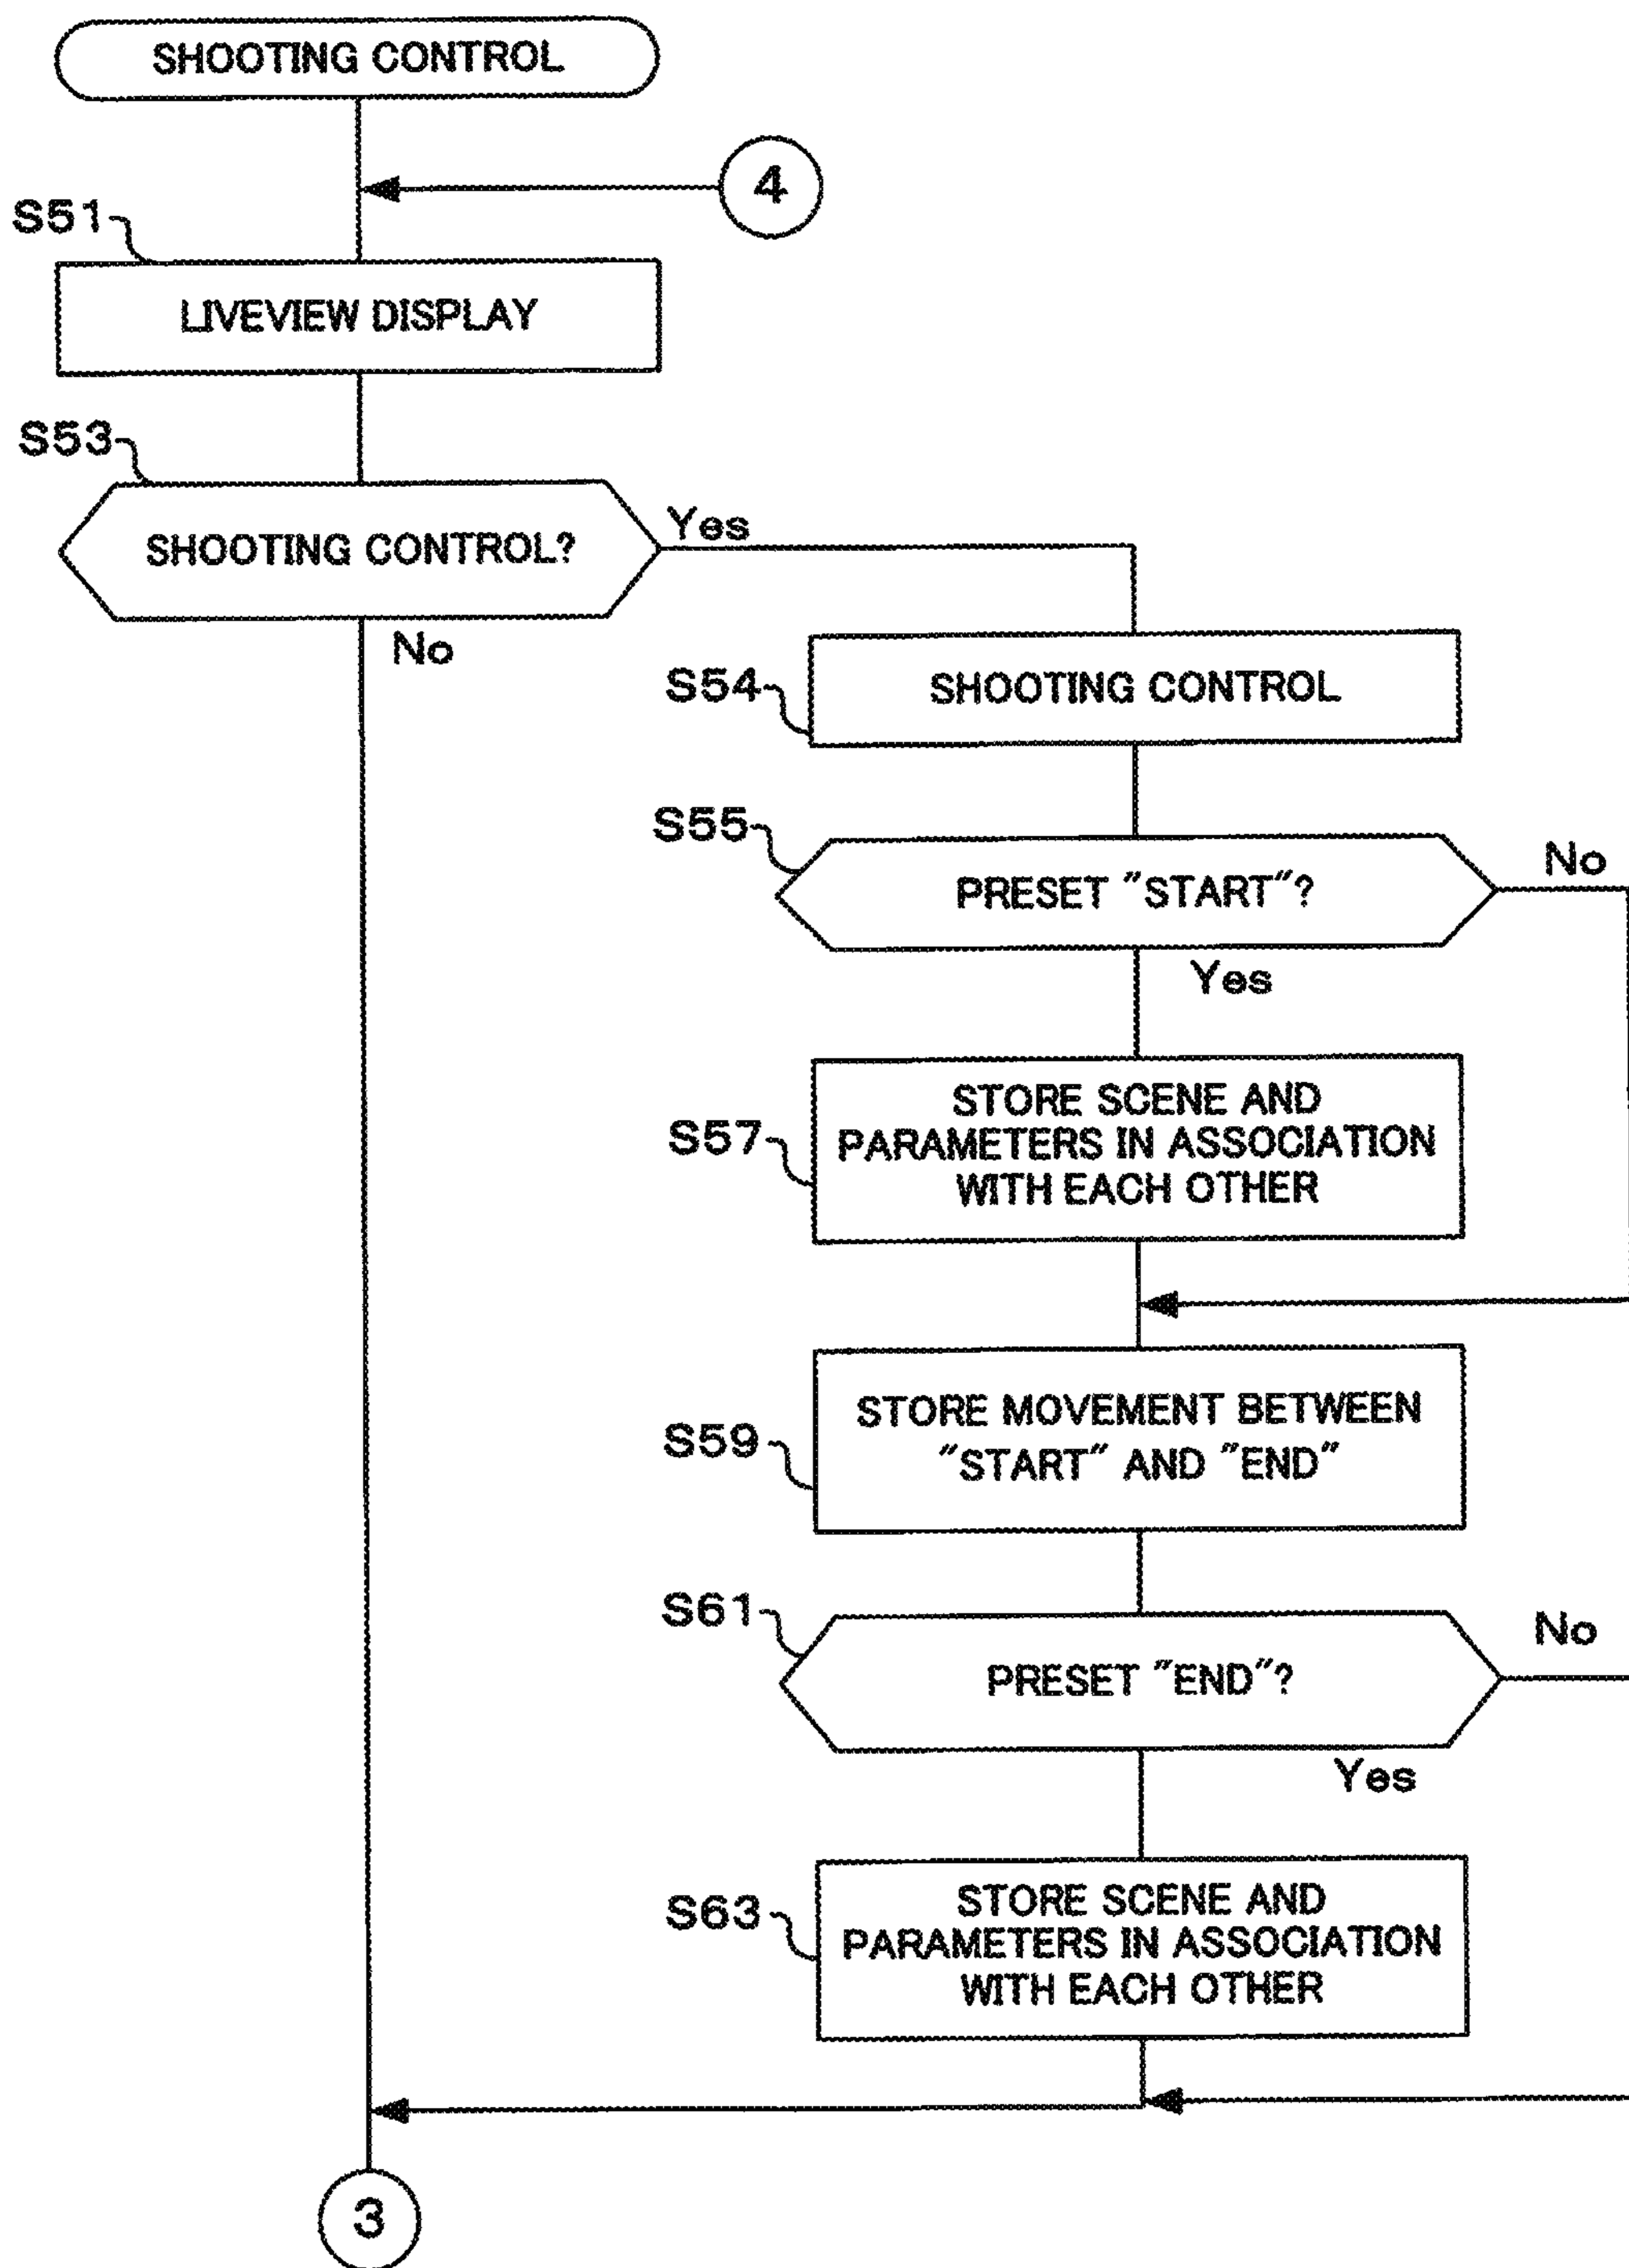 SHOOTING CONTROL
4
S51
LIVEVIEW DISPLAY
S53
SHOOTING CONTROL?
Yes
No
S54
SHOOTING CONTROL
S55
PRESET "START"?
No
Yes
S57
STORE SCENE AND
PARAMETERS IN ASSOCIATION
WITH EACH OTHER
S59
STORE MOVEMENT BETWEEN
"START" AND "END"
S61
PRESET "END"?
No
Yes
S63
STORE SCENE AND
PARAMETERS IN ASSOCIATION
WITH EACH OTHER
3